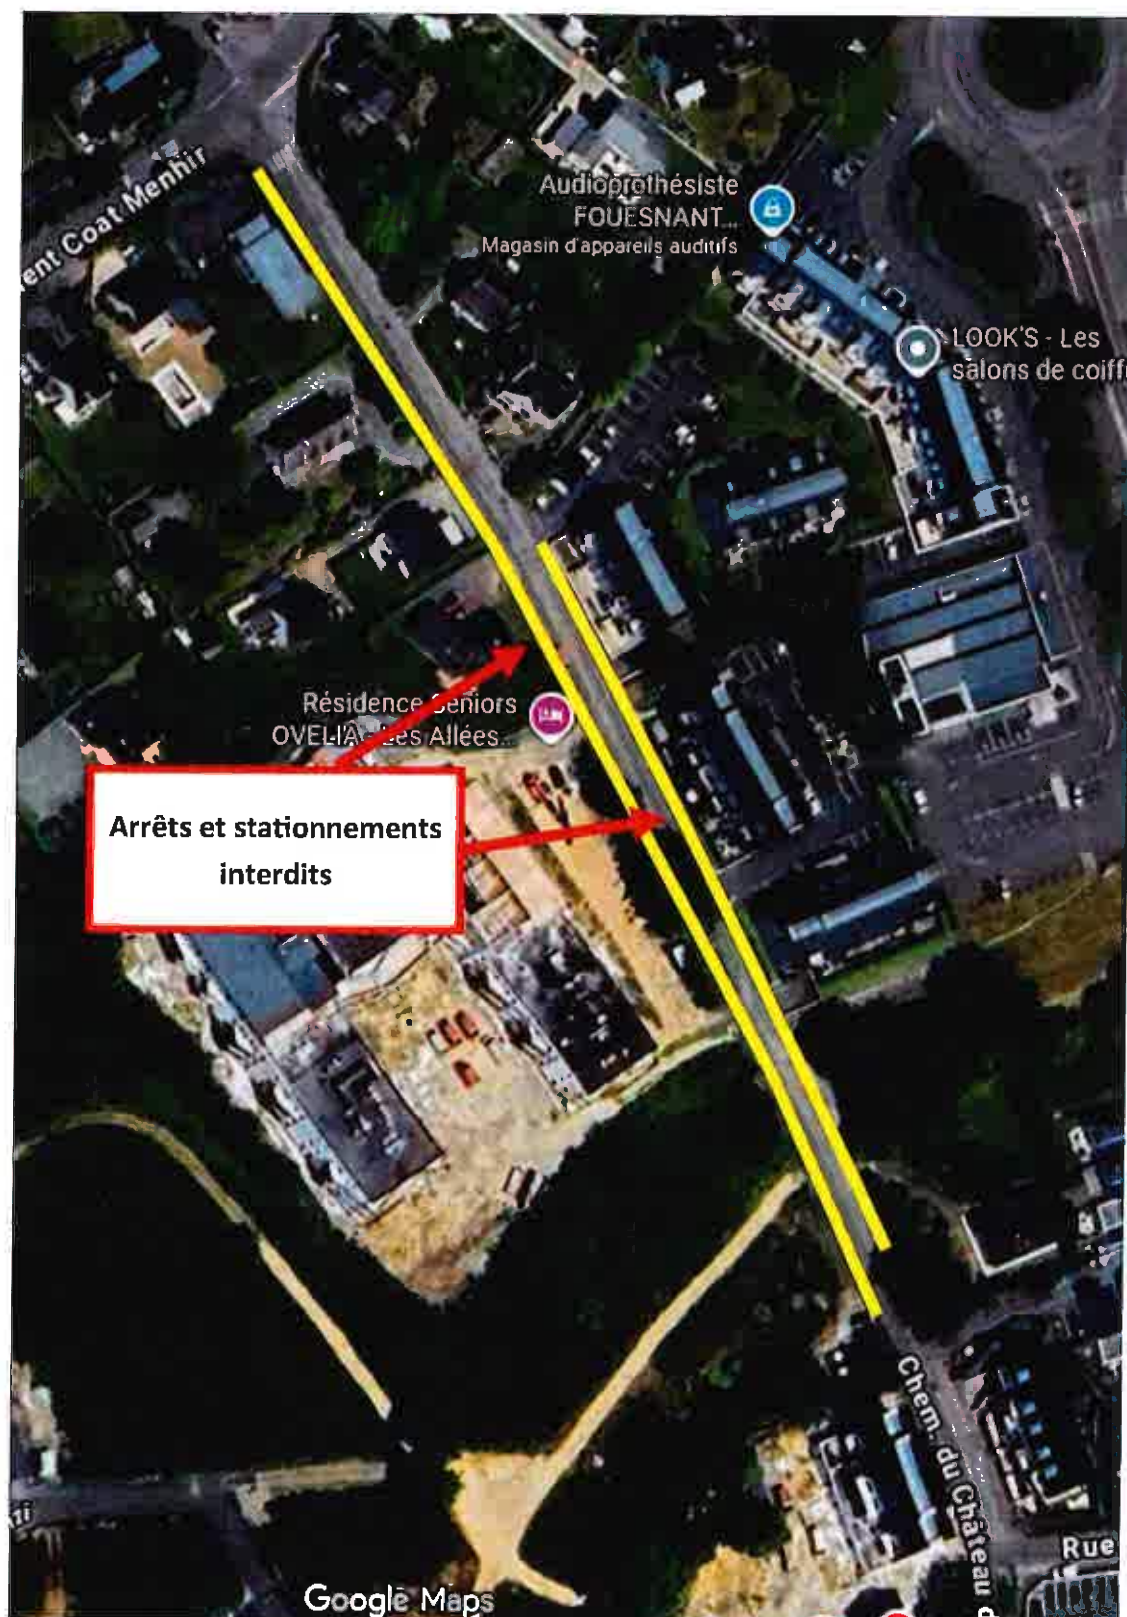 ent Coat Menhir
Audioprothésiste
FOUESNANT...
Magasin d'appareils auditifs
LOOK'S - Les
salons de coiff
Résidence Seniors
OVELIA - Les Allées...
Arrêts et stationnements
interdits
Chem. du Château d
Rue
Google Maps